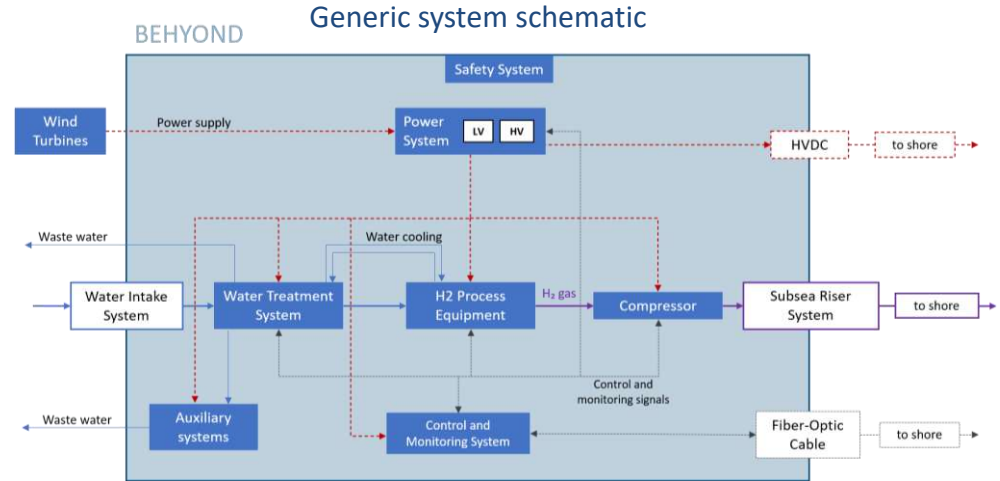 Generic system schematic
BEHYOND
Safety System
Wind
Turbines
Power supply
Power
System
LV
HV
HVDC
to shore
Waste water
Water cooling
Water Intake
System
Water Treatment
System
H2 Process
Equipment
H₂ gas
Compressor
Subsea Riser
System
to shore
Control and
monitoring signals
Waste water
Auxiliary
systems
Control and
Monitoring System
Fiber-Optic
Cable
to shore